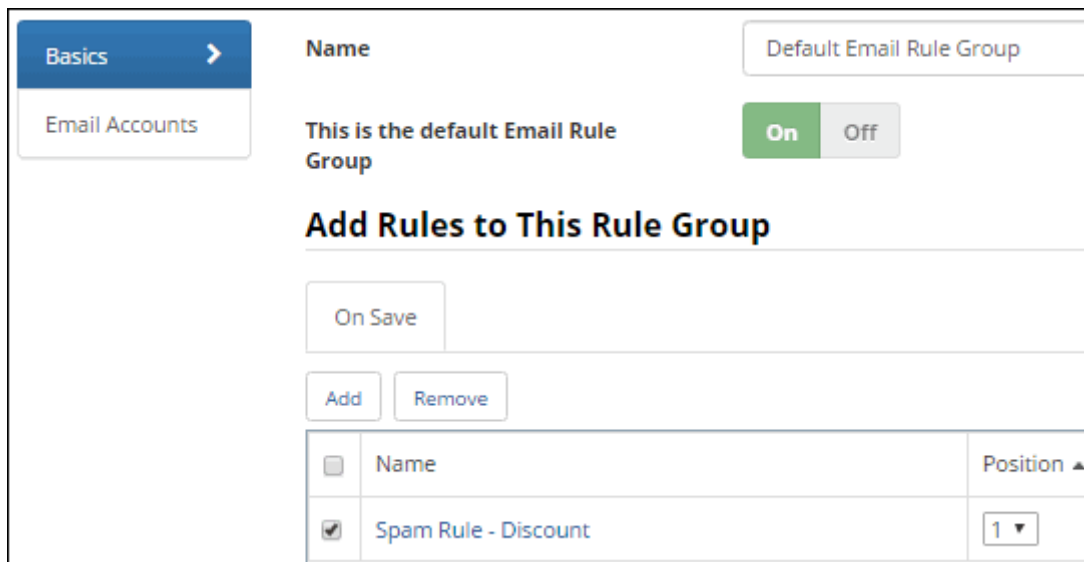 Basics
Email Accounts
Name
Default Email Rule Group
This is the default Email Rule
Group
On Off
Add Rules to This Rule Group
On Save
Add Remove
Name Position
Spam Rule - Discount 1